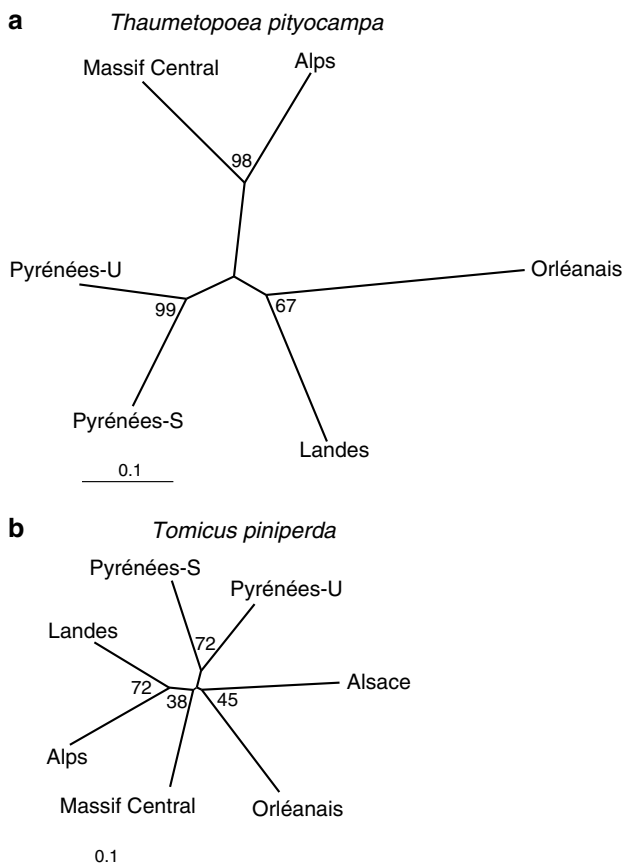 a
Thaumetopoea pityocampa
Massif Central
Alps
98
Pyrénées-U
Orléanais
99
67
Pyrénées-S
Landes
0.1
b
Tomicus piniperda
Pyrénées-S
Pyrénées-U
Landes
72
72
38
45
Alsace
Alps
Massif Central
Orléanais
0.1